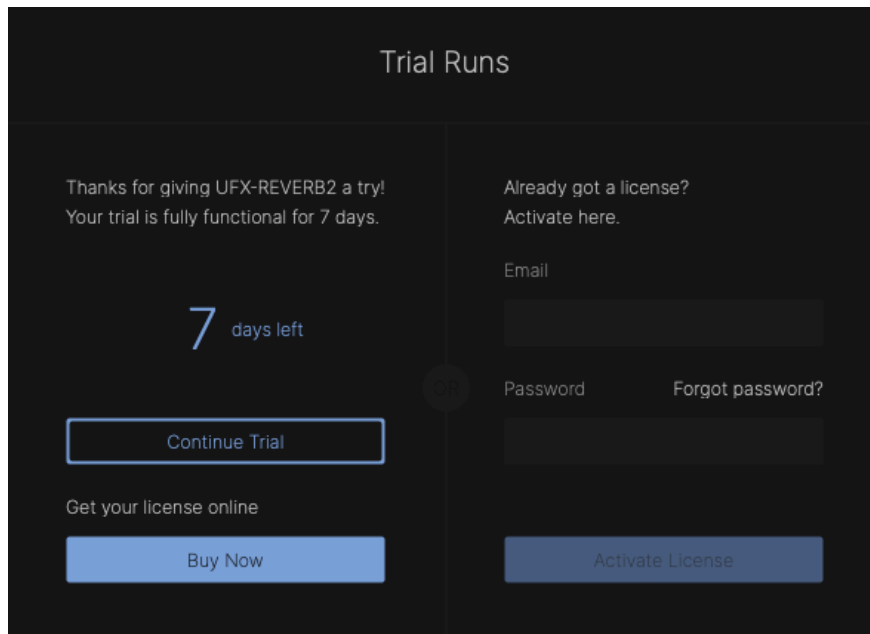 Trial Runs
Thanks for giving UFX-REVERB2 a try!
Your trial is fully functional for 7 days.
7 days left
Continue Trial
Get your license online
Buy Now
OR
Already got a license?
Activate here.
Email
Password Forgot password?
Activate License